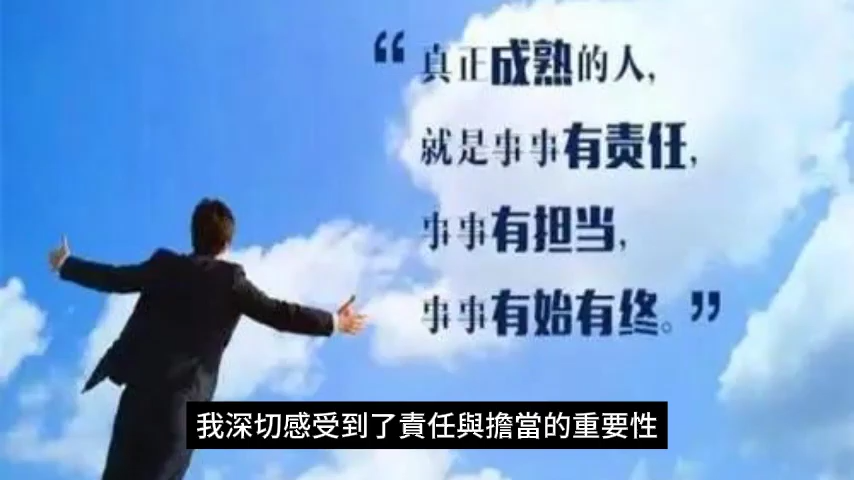 “真正成熟的人，
就是事事有责任，
事事有担当，
事事有始有终。”
我深切感受到了責任與擔當的重要性